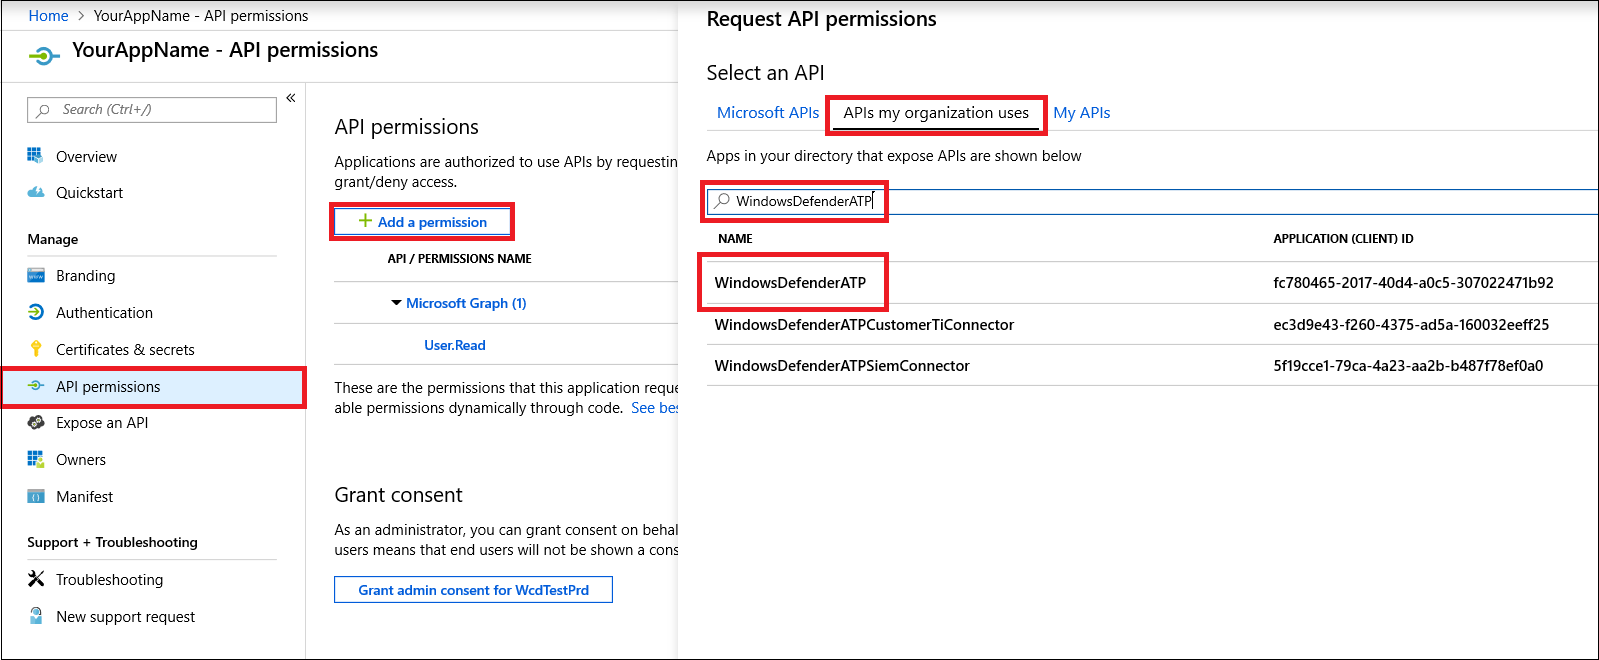 Home > YourAppName - API permissions
YourAppName - API permissions
Search (Ctrl+/)
«
Overview
Quickstart
Manage
Branding
Authentication
Certificates & secrets
API permissions
Expose an API
Owners
Manifest
Support + Troubleshooting
Troubleshooting
New support request
API permissions
Applications are authorized to use APIs by requestin
grant/deny access.
+ Add a permission
API / PERMISSIONS NAME
Microsoft Graph (1)
User.Read
These are the permissions that this application reque
able permissions dynamically through code. See bes
Grant consent
As an administrator, you can grant consent on behal
users means that end users will not be shown a cons
Grant admin consent for WcdTestPrd
Request API permissions
Select an API
Microsoft APIs APIs my organization uses My APIs
Apps in your directory that expose APIs are shown below
WindowsDefenderATP
NAME APPLICATION (CLIENT) ID
WindowsDefenderATP fc780465-2017-40d4-a0c5-307022471b92
WindowsDefenderATPCustomerTiConnector ec3d9e43-f260-4375-ad5a-160032eeff25
WindowsDefenderATPSiemConnector 5f19cce1-79ca-4a23-aa2b-b487f78ef0a0